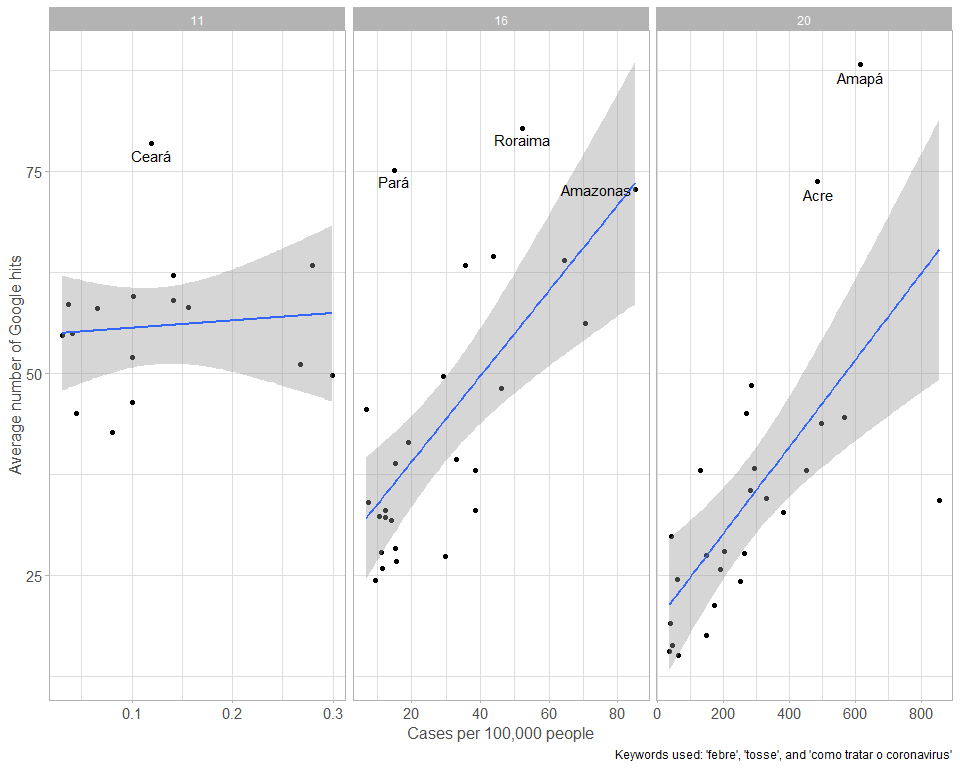 11 16 20
Amapá
Roraima
Ceará
75
Pará
Amazonas
Acre
50
25
Average number of Google hits
0.1 0.2 0.3 20 40 60 80 0 200 400 600 800
Cases per 100,000 people
Keywords used: 'febre', 'tosse', and 'como tratar o coronavirus'